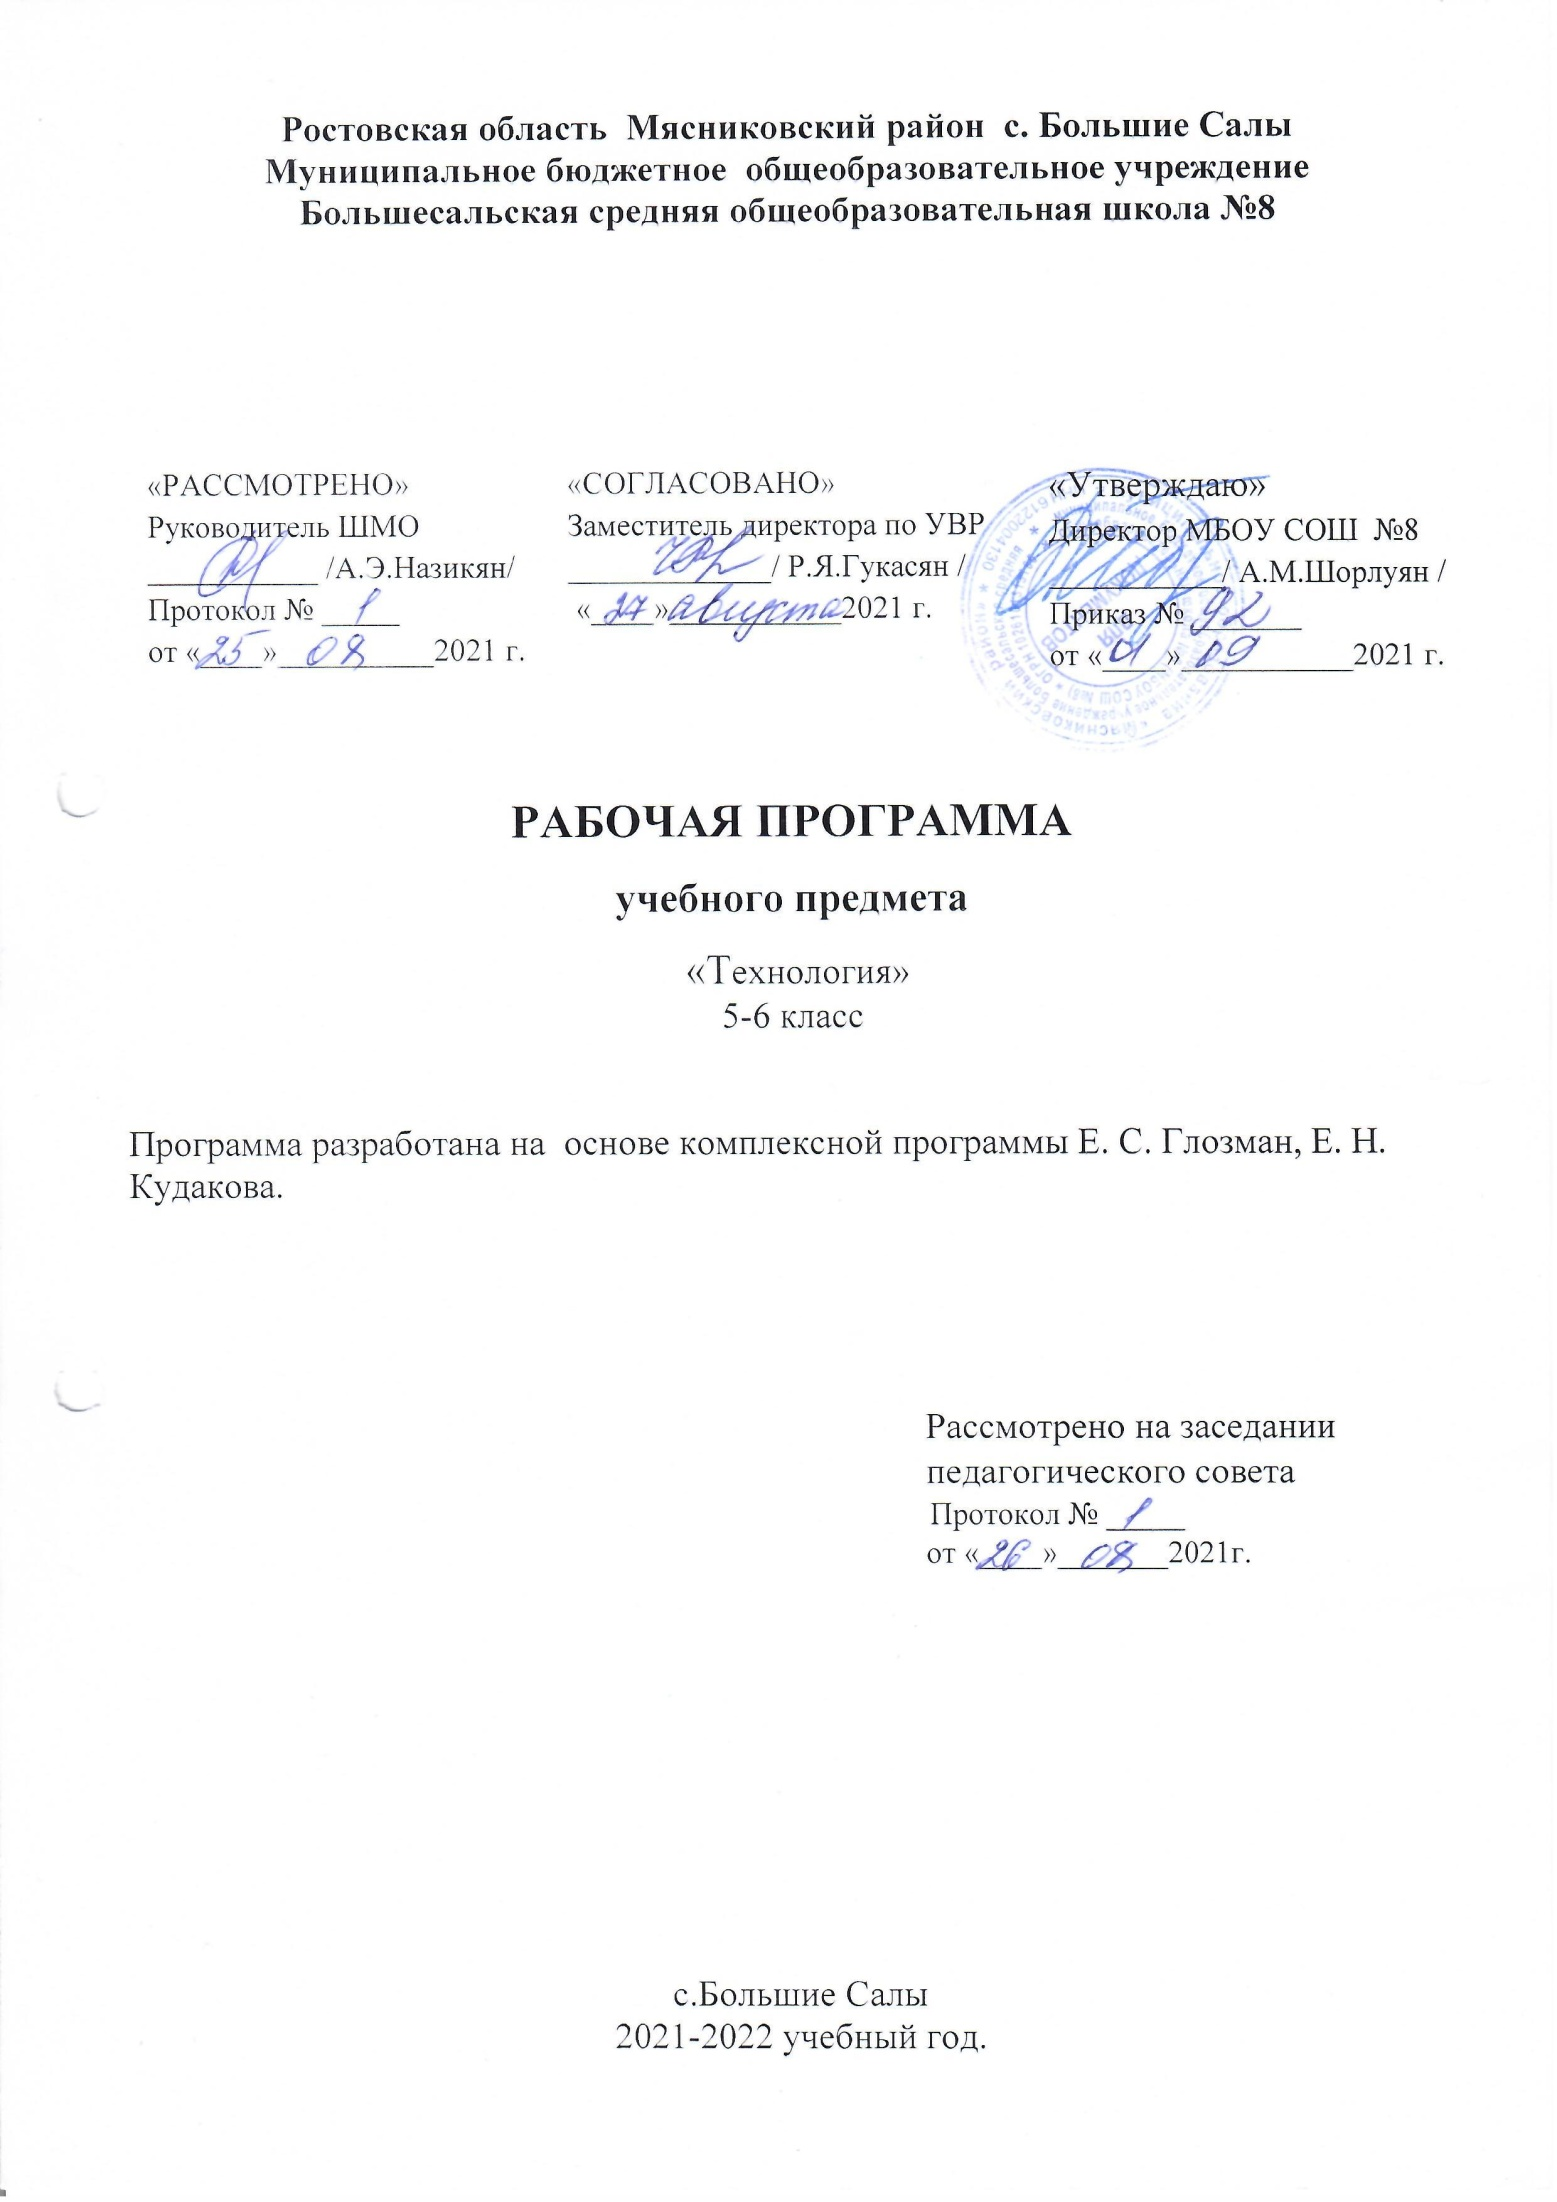 Ростовская область Мясниковский район с. Большие Салы
Муниципальное бюджетное общеобразовательное учреждение
Большесальская средняя общеобразовательная школа №8
«РАССМОТРЕНО»
Руководитель ШМО
____________ /А.Э.Назикян/
Протокол № 1
от «25» 08 2021 г.
«СОГЛАСОВАНО»
Заместитель директора по УВР
______________/ Р.Я.Гукасян /
«27» августа 2021 г.
«Утверждаю»
Директор МБОУ СОШ №8
____________/ А.М.Шорлуян /
Приказ № 92
от «01» 09 2021 г.
РАБОЧАЯ ПРОГРАММА
учебного предмета
«Технология»
5-6 класс
Программа разработана на основе комплексной программы Е. С. Глозман, Е. Н.
Кудакова.
Рассмотрено на заседании
педагогического совета
Протокол № 1
от «26» 08 2021г.
с.Большие Салы
2021-2022 учебный год.